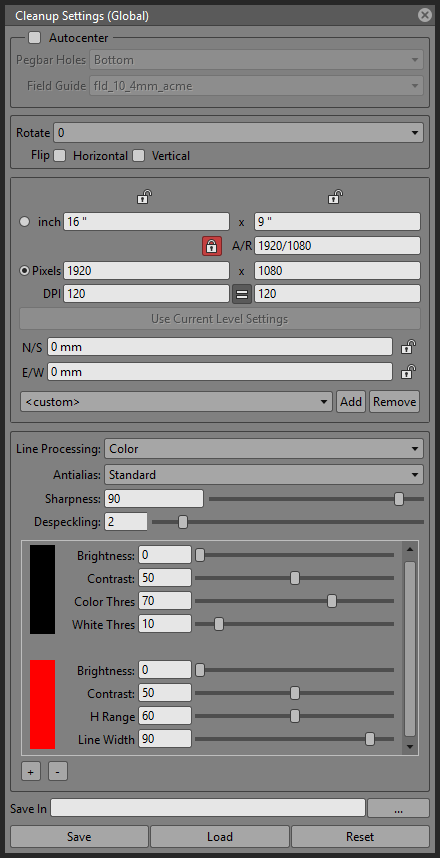 Cleanup Settings (Global)
Autocenter
Pegbar Holes Bottom
Field Guide fld_10_4mm_acme
Rotate 0
Flip Horizontal Vertical
inch 16 " x 9 "
A/R 1920/1080
Pixels 1920 x 1080
DPI 120 120
Use Current Level Settings
N/S 0 mm
E/W 0 mm
<custom> Add Remove
Line Processing: Color
Antialias: Standard
Sharpness: 90
Despeckling: 2
Brightness: 0
Contrast: 50
Color Thres 70
White Thres 10
Brightness: 0
Contrast: 50
H Range 60
Line Width 90
+ -
Save In ...
Save Load Reset